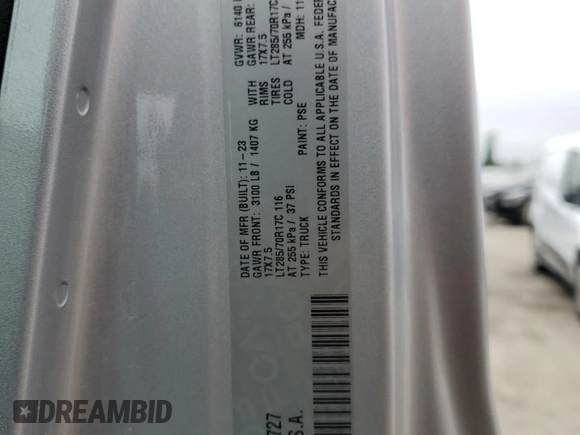 DATE OF MFR (BUILT): 11-23
GVWR: 6140
GAWR FRONT: 3100 LB / 1407 KG
WITH
GAWR REAR:
17X7.5
RIMS
17X7.5
LT285/70R17C 116
TIRES
LT285/70R17C
AT 255 kPa / 37 PSI
COLD
AT 255 kPa /
TYPE: TRUCK
PAINT: PSE
MDH: 11
THIS VEHICLE CONFORMS TO ALL APPLICABLE U.S.A.
STANDARDS IN EFFECT ON THE DATE OF
727
S.A.
DREAMBID